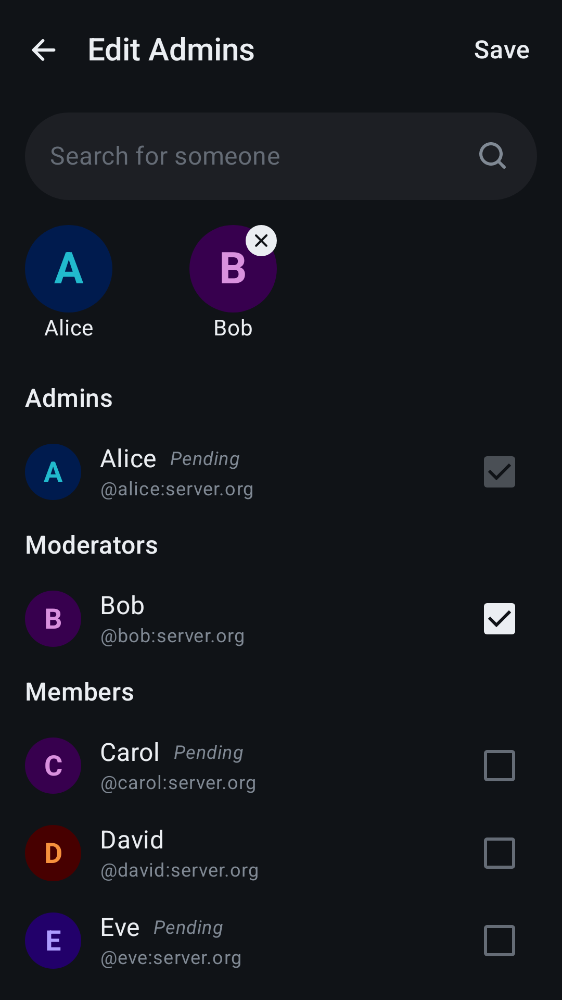 Edit Admins Save
Search for someone
A B
Alice Bob
Admins
A Alice Pending
@alice:server.org
Moderators
B Bob
@bob:server.org
Members
C Carol Pending
@carol:server.org
D David
@david:server.org
E Eve Pending
@eve:server.org